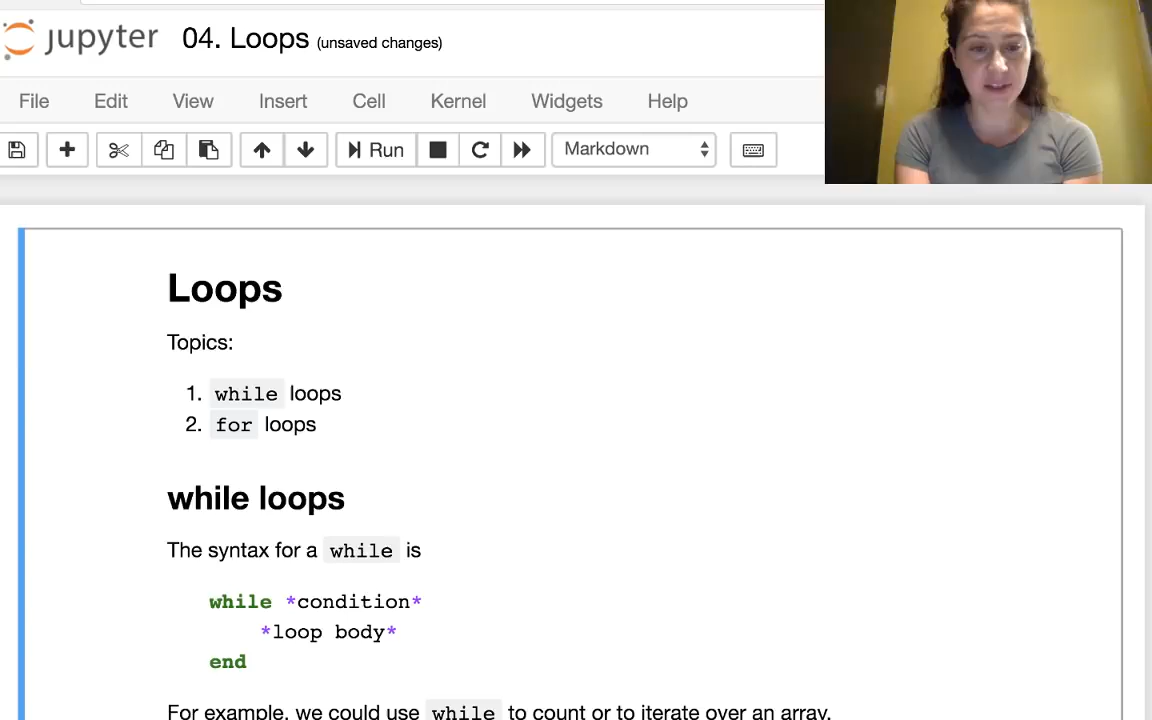 jupyter 04. Loops (unsaved changes)
File Edit View Insert Cell Kernel Widgets Help
Run Markdown
Loops
Topics:
1. while loops
2. for loops
while loops
The syntax for a while is
while *condition*
*loop body*
end
For example, we could use while to count or to iterate over an array.